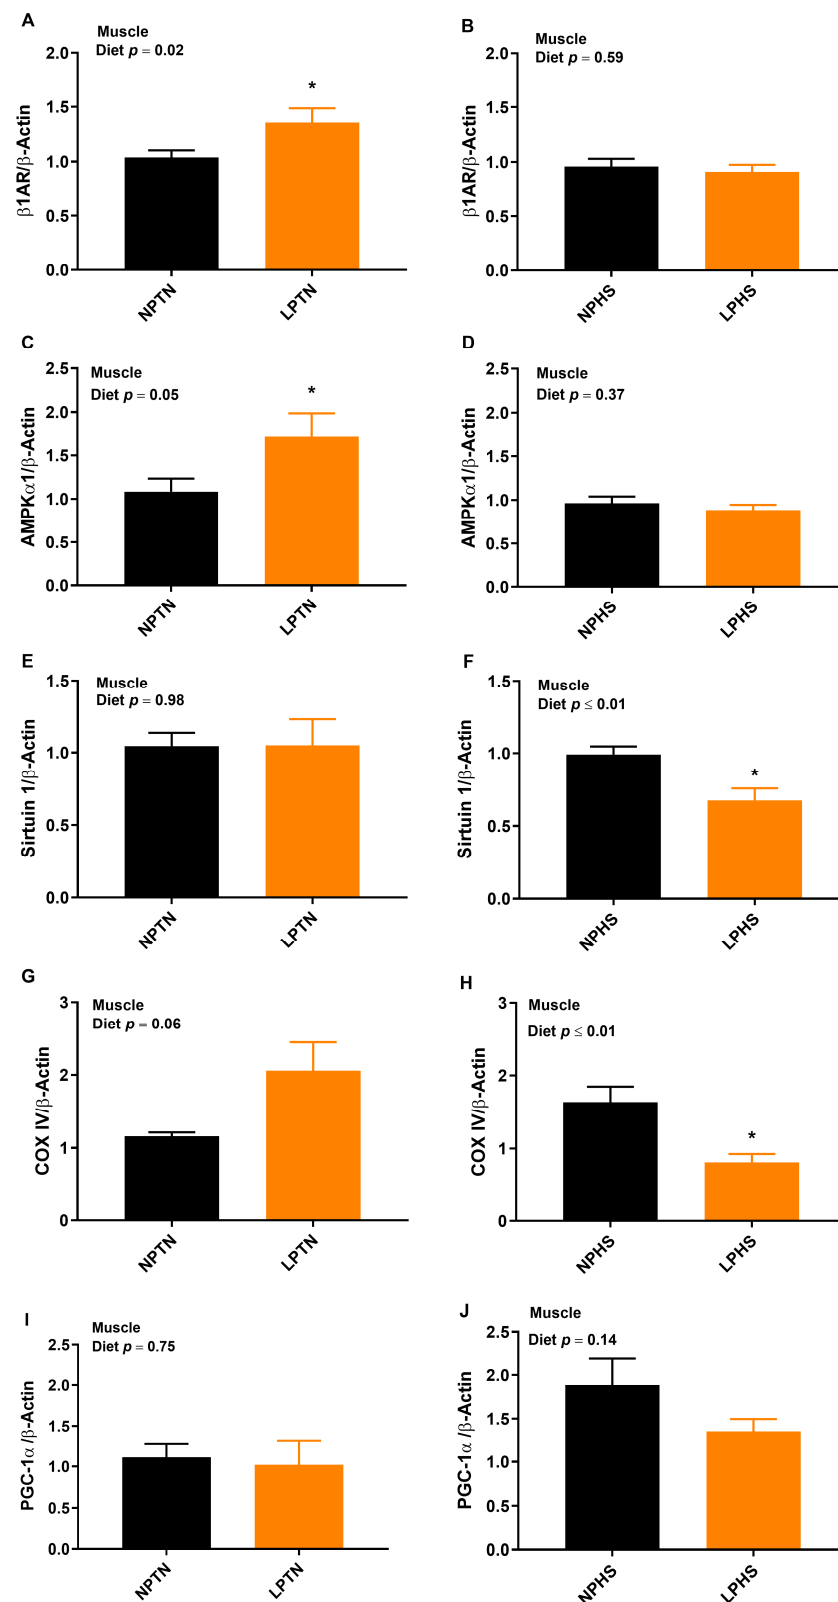 A
Muscle
Diet p = 0.02
2.0
1.5
1.0
0.5
0.0
β1AR/β-Actin
*
NPTN
LPTN
B
Muscle
Diet p = 0.59
2.0
1.5
1.0
0.5
0.0
β1AR/β-Actin
NPHS
LPHS
C
Muscle
Diet p = 0.05
2.5
2.0
1.5
1.0
0.5
0.0
AMPKα1/β-Actin
*
NPTN
LPTN
D
Muscle
Diet p = 0.37
2.5
2.0
1.5
1.0
0.5
0.0
AMPKα1/β-Actin
NPHS
LPHS
E
Muscle
Diet p = 0.98
1.5
1.0
0.5
0.0
Sirtuin 1/β-Actin
NPTN
LPTN
F
Muscle
Diet p ≤ 0.01
1.5
1.0
0.5
0.0
Sirtuin 1/β-Actin
*
NPHS
LPHS
G
Muscle
Diet p = 0.06
3
2
1
0
COX IV/β-Actin
NPTN
LPTN
H
Muscle
Diet p ≤ 0.01
3
2
1
0
COX IV/β-Actin
*
NPHS
LPHS
I
Muscle
Diet p = 0.75
2.5
2.0
1.5
1.0
0.5
0.0
PGC-1α /β-Actin
NPTN
LPTN
J
Muscle
Diet p = 0.14
2.5
2.0
1.5
1.0
0.5
0.0
PGC-1α /β-Actin
NPHS
LPHS